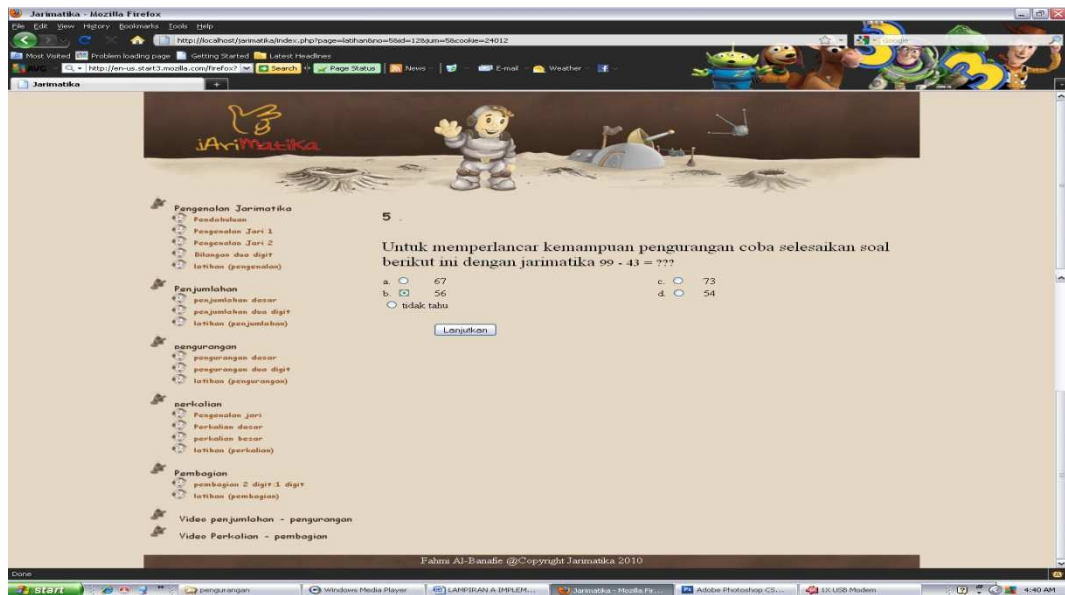 Jarimatika - Mozilla Firefox
File Edit View History Bookmarks Tools Help
http://localhost/jarimatika/index.php?page=latihan&no=5&id=12&jum=5&cookie=24012
Google
Most Visited Problem loading page Getting Started Latest Headlines
AVG http://en-us.start3.mozilla.com/firefox? Search Page Status News E-mail Weather
Jarimatika
jAriMatiKa
Pengenalan Jarimatika
Pendahuluan
Pengenalan Jari 1
Pengenalan Jari 2
Bilangan dua digit
latihan (pengenalan)
Penjumlahan
penjumlahan dasar
penjumlahan dua digit
latihan (penjumlahan)
pengurangan
pengurangan dasar
pengurangan dua digit
latihan (pengurangan)
perkalian
Pengenalan jari
Perkalian dasar
perkalian besar
latihan (perkalian)
Pembagian
pembagian 2 digit:1 digit
latihan (pembagian)
Video penjumlahan - pengurangan
Video Perkalian - pembagian
5 .
Untuk memperlancar kemampuan pengurangan coba selesaikan soal
berikut ini dengan jarimatika 99 - 43 = ???
a. 67 c. 73
b. 56 d. 54
tidak tahu
Lanjutkan
Fahmi Al-Banafie @Copyright Jarimatika 2010
Done
start pengurangan Windows Media Player LAMPIRAN A IMPLEM... Jarimatika - Mozilla Fir... Adobe Photoshop CS... 1X USB Modem 4:40 AM